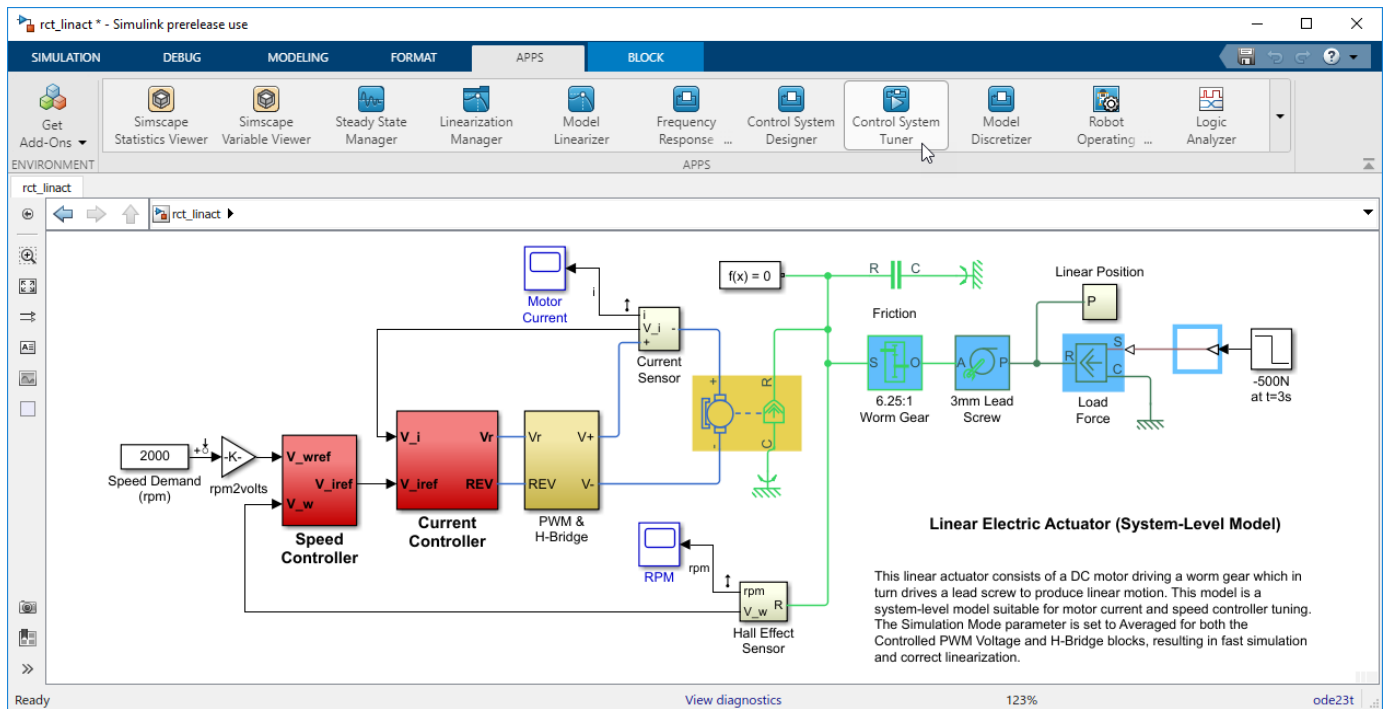 rct_linact * - Simulink prerelease use
SIMULATION DEBUG MODELING FORMAT APPS BLOCK
Get Add-Ons
Simscape Statistics Viewer
Simscape Variable Viewer
Steady State Manager
Linearization Manager
Model Linearizer
Frequency Response ...
Control System Designer
Control System Tuner
Model Discretizer
Robot Operating ...
Logic Analyzer
ENVIRONMENT
APPS
rct_linact
rct_linact
Motor
Current
i
i
V_i -
+
Current
Sensor
f(x) = 0
R C
Friction
Linear Position
P
S O
6.25:1
Worm Gear
A P
3mm Lead
Screw
R S
C
Load
Force
-500N
at t=3s
+
-
R
C
2000
Speed Demand
(rpm)
+
-K-
rpm2volts
V_wref
V_iref
V_w
Speed
Controller
V_i Vr
V_iref REV
Current
Controller
Vr V+
REV V-
PWM &
H-Bridge
RPM
rpm
rpm
V_w R
Hall Effect
Sensor
Linear Electric Actuator (System-Level Model)
This linear actuator consists of a DC motor driving a worm gear which in
turn drives a lead screw to produce linear motion. This model is a
system-level model suitable for motor current and speed controller tuning.
The Simulation Mode parameter is set to Averaged for both the
Controlled PWM Voltage and H-Bridge blocks, resulting in fast simulation
and correct linearization.
Ready View diagnostics 123% ode23t